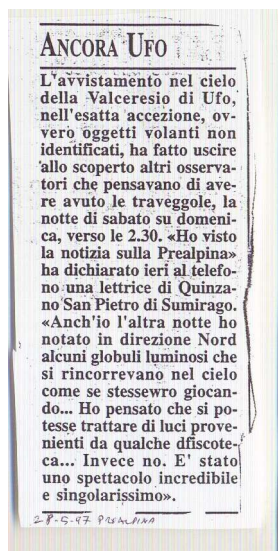 ANCORA UFO
L'avvistamento nel cielo
della Valceresio di Ufo,
nell'esatta accezione, ov-
vero oggetti volanti non
identificati, ha fatto uscire
allo scoperto altri osserva-
tori che pensavano di ave-
re avuto le traveggole, la
notte di sabato su domeni-
ca, verso le 2.30. «Ho visto
la notizia sulla Prealpina»
ha dichiarato ieri al telefo-
no una lettrice di Quinza-
no San Pietro di Sumirago.
«Anch'io l'altra notte ho
notato in direzione Nord
alcuni globuli luminosi che
si rincorrevano nel cielo
come se stessewro giocan-
do... Ho pensato che si po-
tesse trattare di luci prove-
nienti da qualche dfiscote-
ca... Invece no. E' stato
uno spettacolo incredibile
e singolarissimo».
28-5-97 PREALPINA